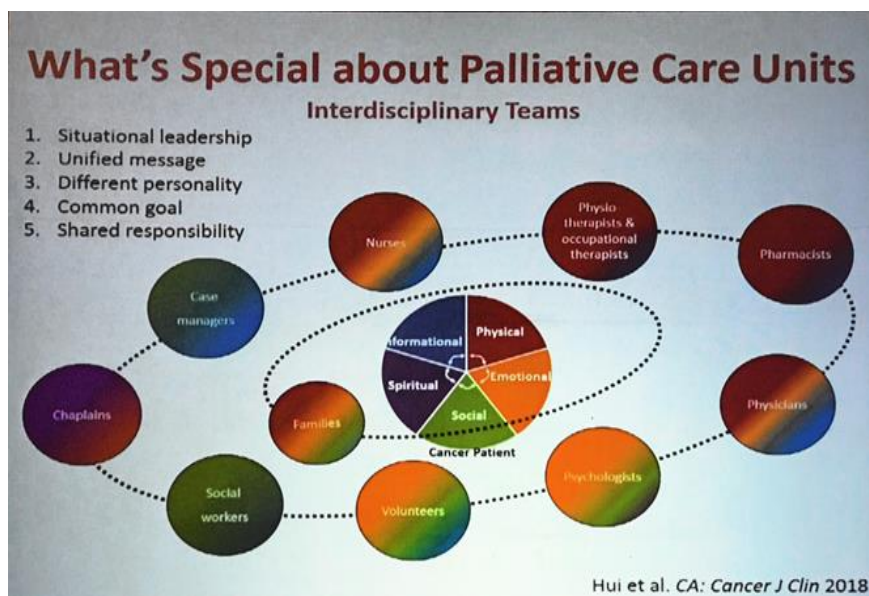 What's Special about Palliative Care Units
Interdisciplinary Teams
1. Situational leadership
2. Unified message
3. Different personality
4. Common goal
5. Shared responsibility
Nurses
Physio
therapists &
occupational
therapists
Pharmacists
Case
managers
nformational
Physical
Spiritual
Emotional
Social
Cancer Patient
Families
Chaplains
Physicians
Social
workers
Volunteers
Psychologists
Hui et al. CA: Cancer J Clin 2018